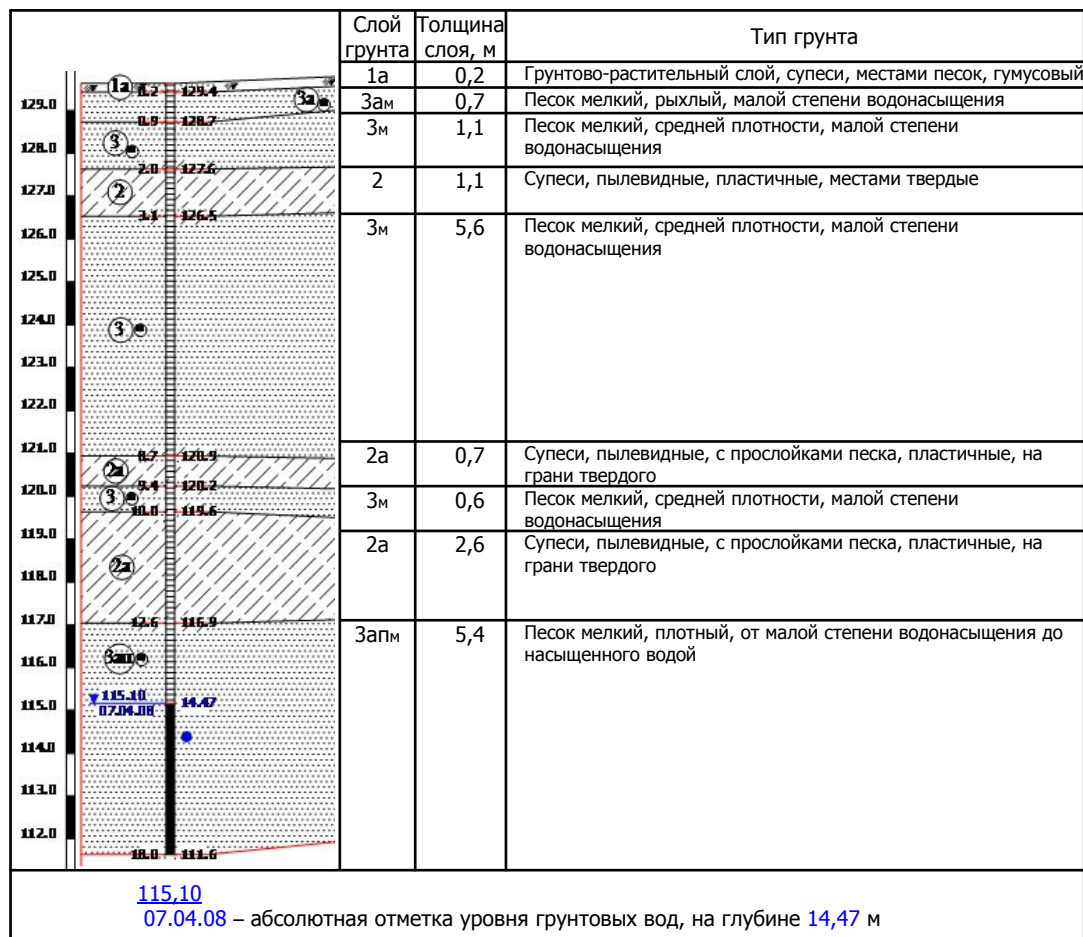 Слой грунта
Толщина слоя, м
Тип грунта
1а
0,2
Грунтово-растительный слой, супеси, местами песок, гумусовый
3ам
0,7
Песок мелкий, рыхлый, малой степени водонасыщения
3м
1,1
Песок мелкий, средней плотности, малой степени
водонасыщения
2
1,1
Супеси, пылевидные, пластичные, местами твердые
3м
5,6
Песок мелкий, средней плотности, малой степени
водонасыщения
2а
0,7
Супеси, пылевидные, с прослойками песка, пластичные, на
грани твердого
3м
0,6
Песок мелкий, средней плотности, малой степени
водонасыщения
2а
2,6
Супеси, пылевидные, с прослойками песка, пластичные, на
грани твердого
3апм
5,4
Песок мелкий, плотный, от малой степени водонасыщения до
насыщенного водой
129.0
128.0
127.0
126.0
125.0
124.0
123.0
122.0
121.0
120.0
119.0
118.0
117.0
116.0
115.0
114.0
113.0
112.0
1а
0.2 129.4
3а
0.9 128.7
3
2.0 127.6
2
3.1 126.5
3
8.7 120.9
2а
9.4 120.2
3
10.0 119.6
2а
12.6 116.9
3ап
115.10 14.47
07.04.08
18.0 111.6
115,10
07.04.08 – абсолютная отметка уровня грунтовых вод, на глубине 14,47 м